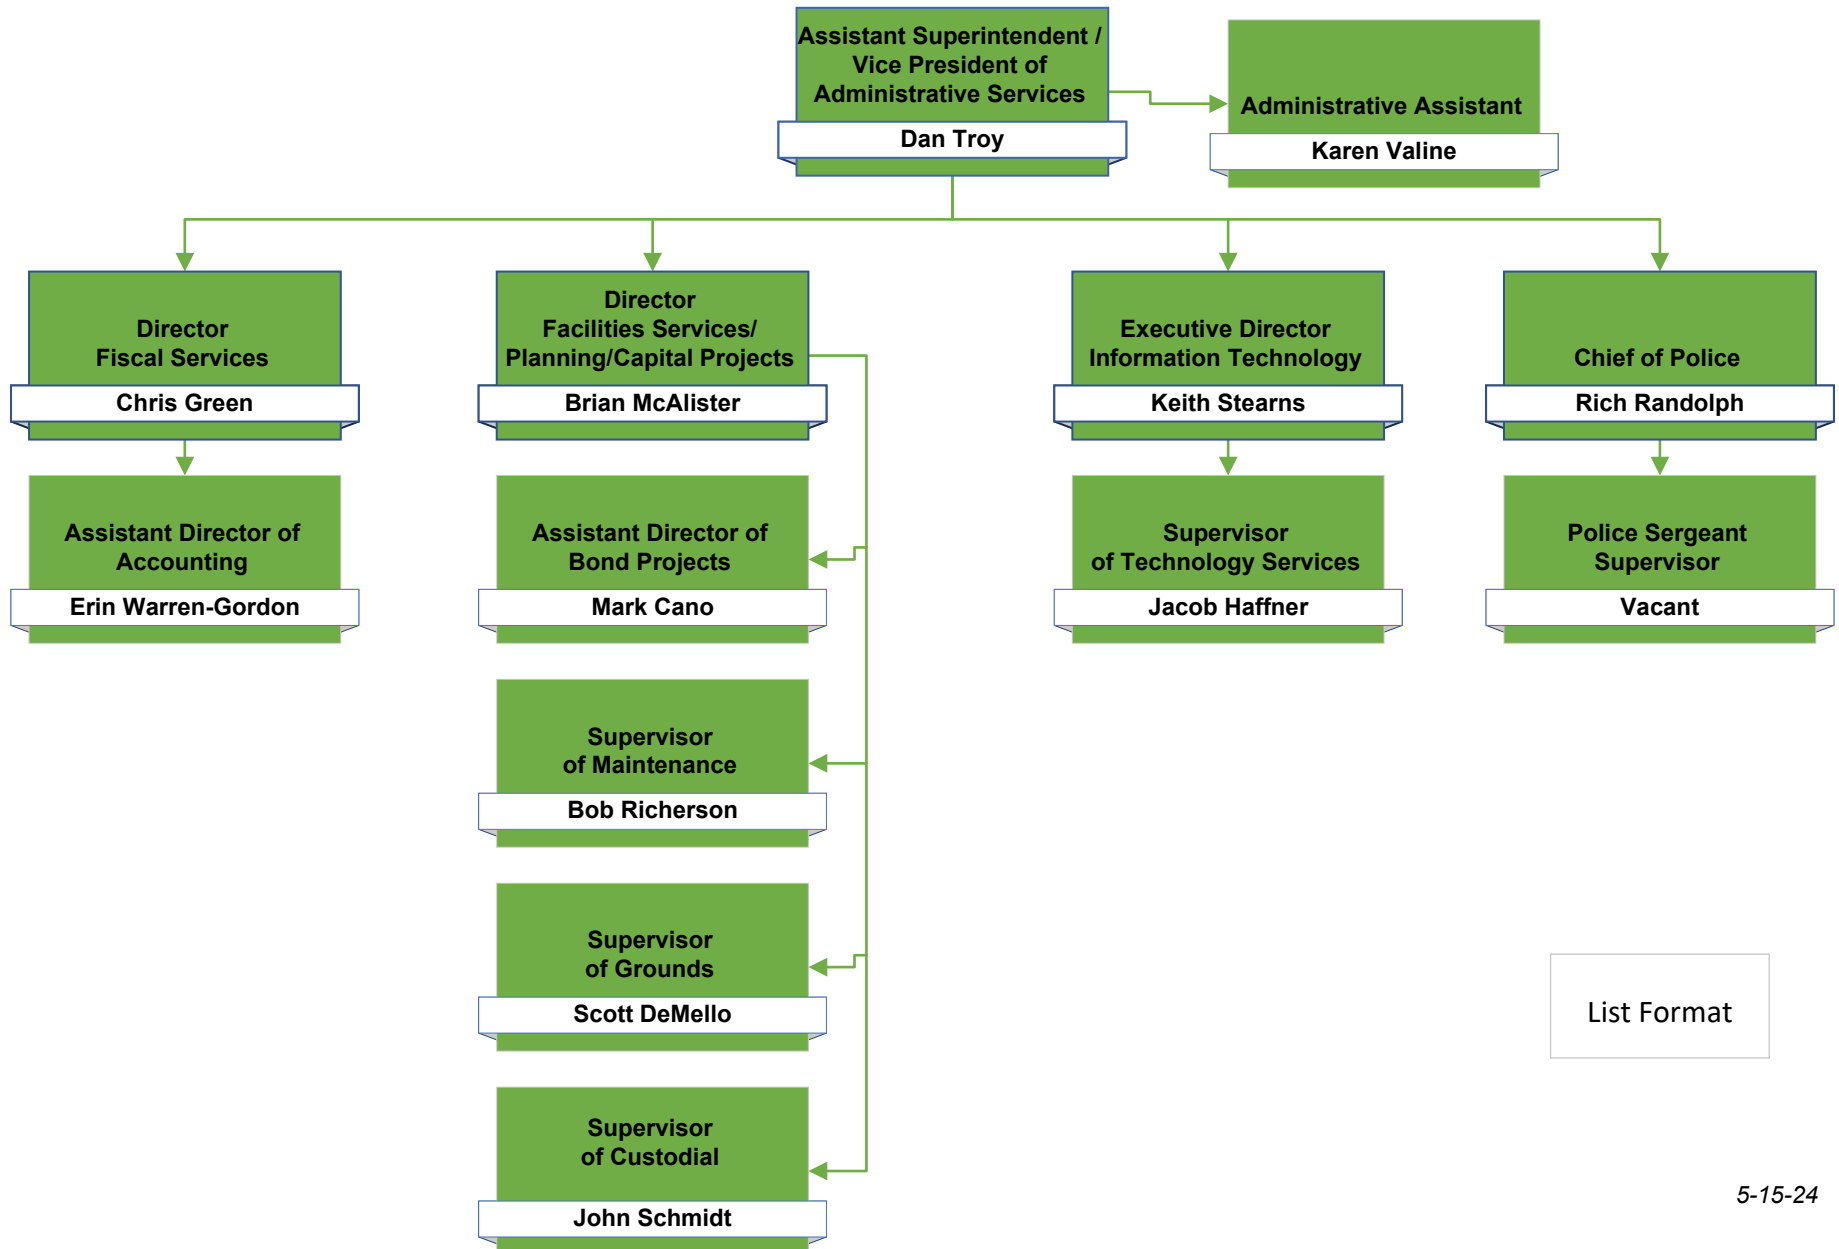 Assistant Superintendent /
Vice President of
Administrative Services
Dan Troy
Administrative Assistant
Karen Valine
Director
Fiscal Services
Chris Green
Director
Facilities Services/
Planning/Capital Projects
Brian McAlister
Executive Director
Information Technology
Keith Stearns
Chief of Police
Rich Randolph
Assistant Director of
Accounting
Erin Warren-Gordon
Assistant Director of
Bond Projects
Mark Cano
Supervisor
of Technology Services
Jacob Haffner
Police Sergeant
Supervisor
Vacant
Supervisor
of Maintenance
Bob Richerson
Supervisor
of Grounds
Scott DeMello
Supervisor
of Custodial
John Schmidt
List Format
5-15-24